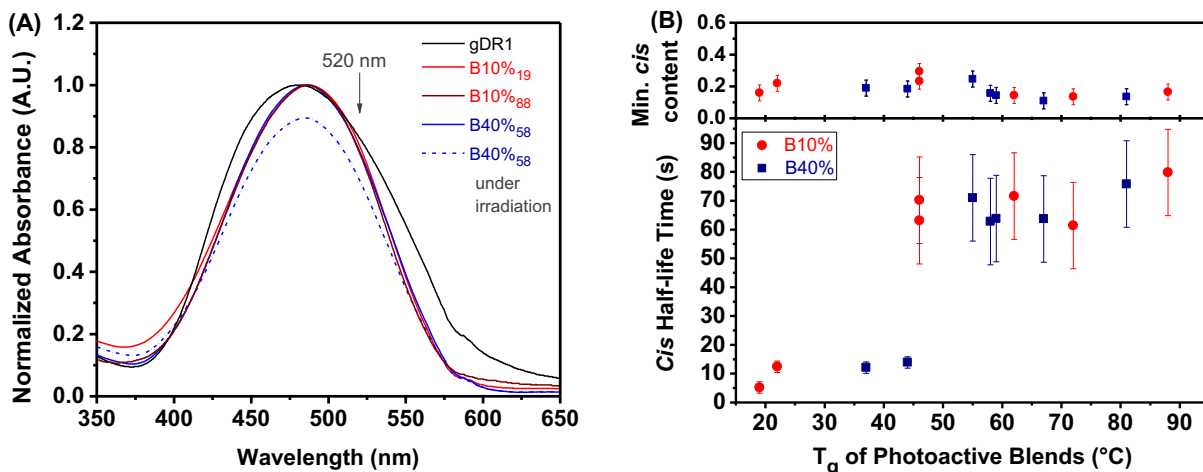 (A)
Normalized Absorbance (A.U.)
1.2
1.0
0.8
0.6
0.4
0.2
0.0
350 400 450 500 550 600 650
Wavelength (nm)
520 nm
gDR1
B10%₁₉
B10%₈₈
B40%₅₈
B40%₅₈
under
irradiation
(B)
Min. cis
content
0.6
0.4
0.2
0.0
B10%
B40%
Cis Half-life Time (s)
90
80
70
60
50
40
30
20
10
0
20 30 40 50 60 70 80 90
Tg of Photoactive Blends (°C)